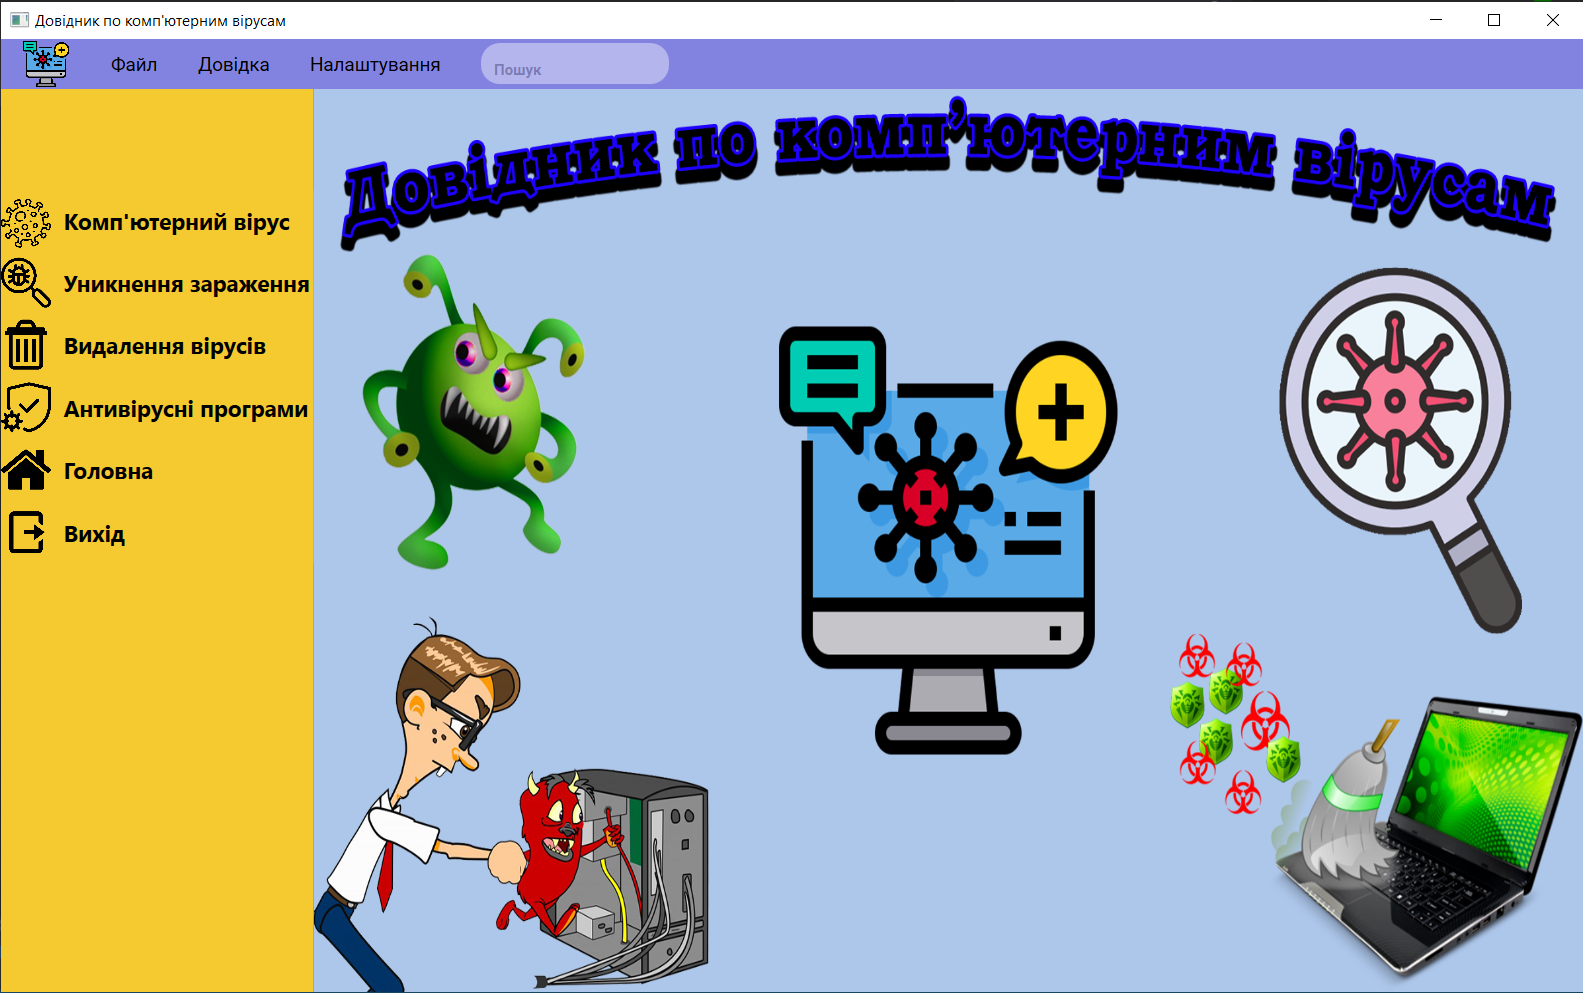 Довідник по комп'ютерним вірусам
Файл
Довідка
Налаштування
Пошук
Довідник по комп’ютерним вірусам
Комп'ютерний вірус
Уникнення зараження
Видалення вірусів
Антивірусні програми
Головна
Вихід